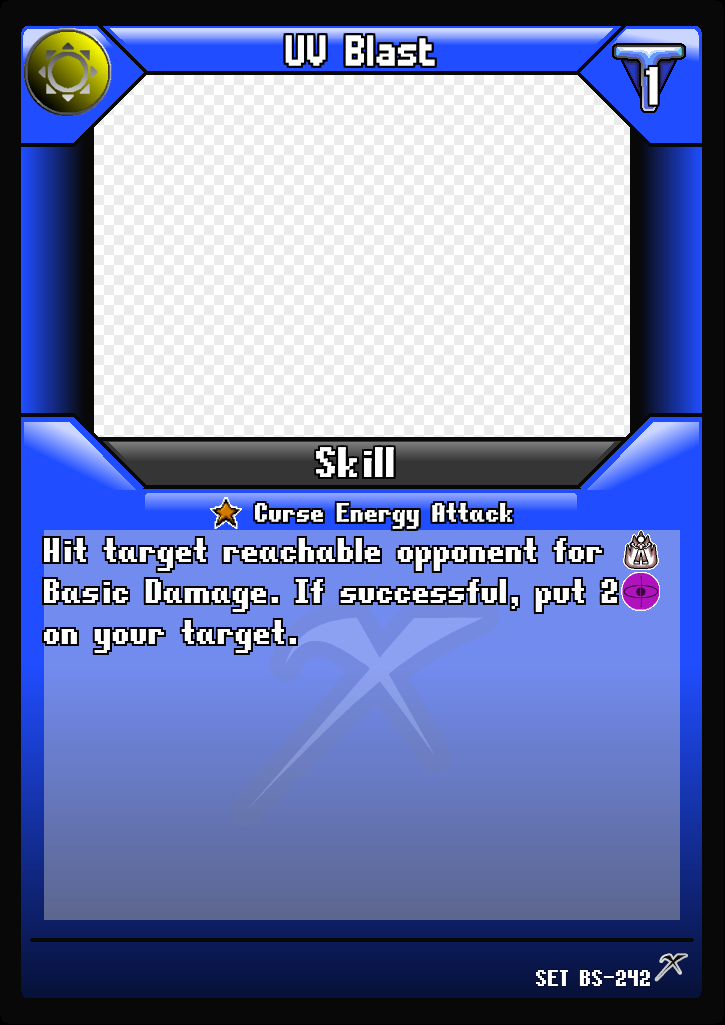 UV Blast
1
Skill
Curse Energy Attack
Hit target reachable opponent for
Basic Damage. If successful, put 2
on your target.
SET BS-242